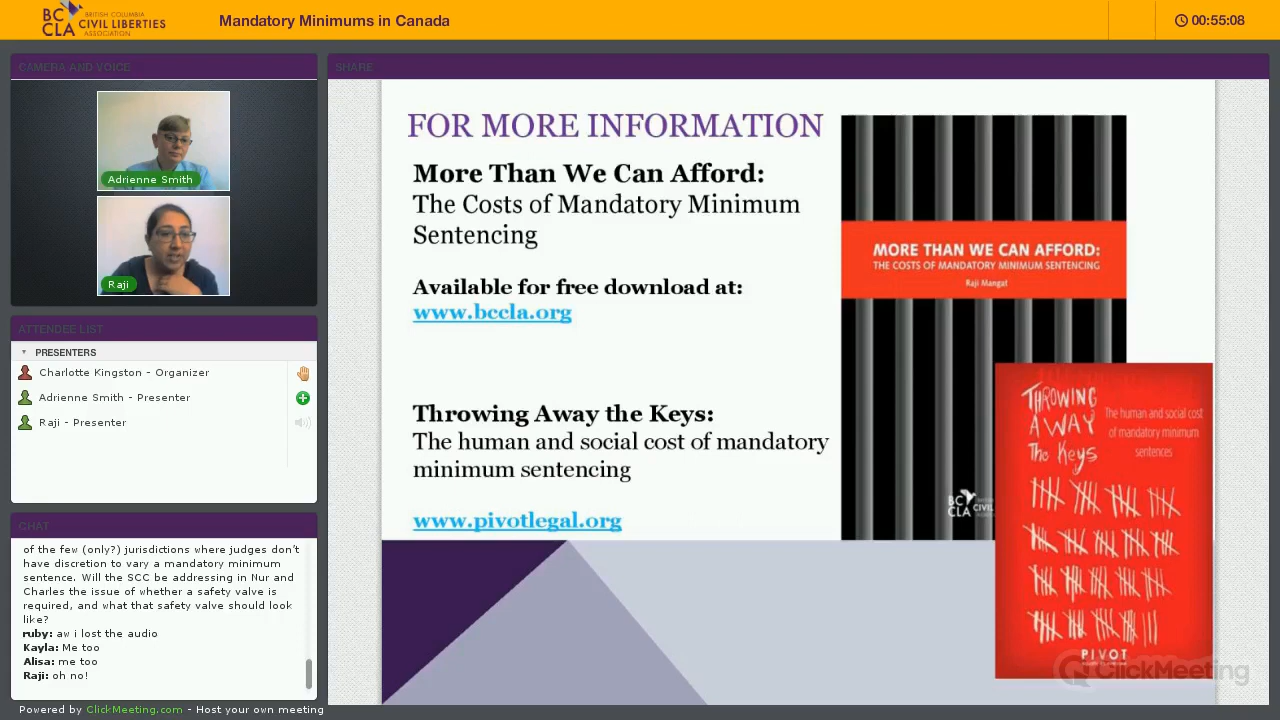 BC
CLA
BRITISH COLUMBIA
CIVIL LIBERTIES
ASSOCIATION
Mandatory Minimums in Canada
00:55:08
CAMERA AND VOICE
Adrienne Smith
Raji
ATTENDEE LIST
PRESENTERS
Charlotte Kingston - Organizer
Adrienne Smith - Presenter
Raji - Presenter
CHAT
of the few (only?) jurisdictions where judges don't
have discretion to vary a mandatory minimum
sentence. Will the SCC be addressing in Nur and
Charles the issue of whether a safety valve is
required, and what that safety valve should look
like?
ruby: aw i lost the audio
Kayla: Me too
Alisa: me too
Raji: oh no!
Powered by ClickMeeting.com - Host your own meeting
SHARE
FOR MORE INFORMATION
More Than We Can Afford:
The Costs of Mandatory Minimum
Sentencing
Available for free download at:
www.bccla.org
Throwing Away the Keys:
The human and social cost of mandatory
minimum sentencing
www.pivotlegal.org
MORE THAN WE CAN AFFORD:
THE COSTS OF MANDATORY MINIMUM SENTENCING
Raji Mangat
BC
CLA
CIVIL
THROWING
AWAY
The Keys
The human and social cost
of mandatory minimum
sentences
PIVOT
ClickMeeting